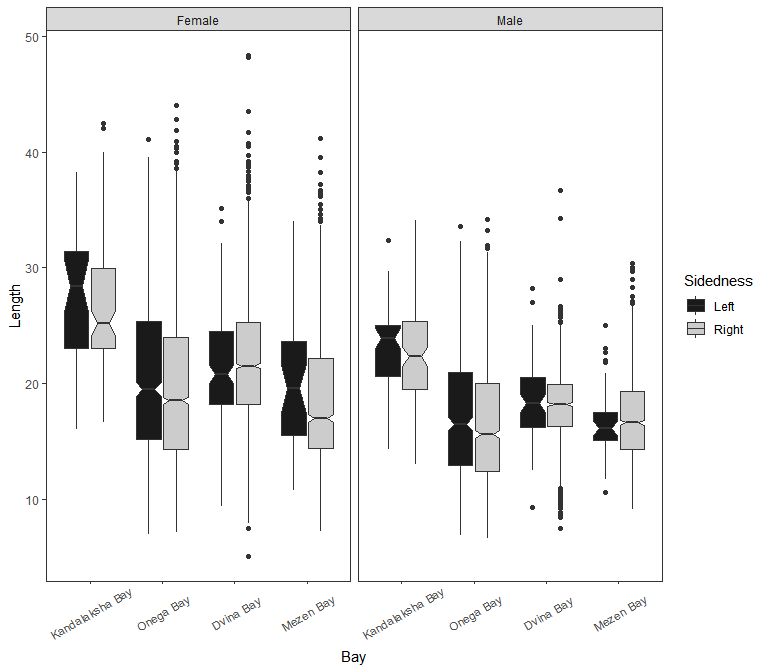 Female
Male
50
40
30
20
10
Length
Kandalaksha Bay
Onega Bay
Dvina Bay
Mezen Bay
Kandalaksha Bay
Onega Bay
Dvina Bay
Mezen Bay
Bay
Sidedness
Left
Right